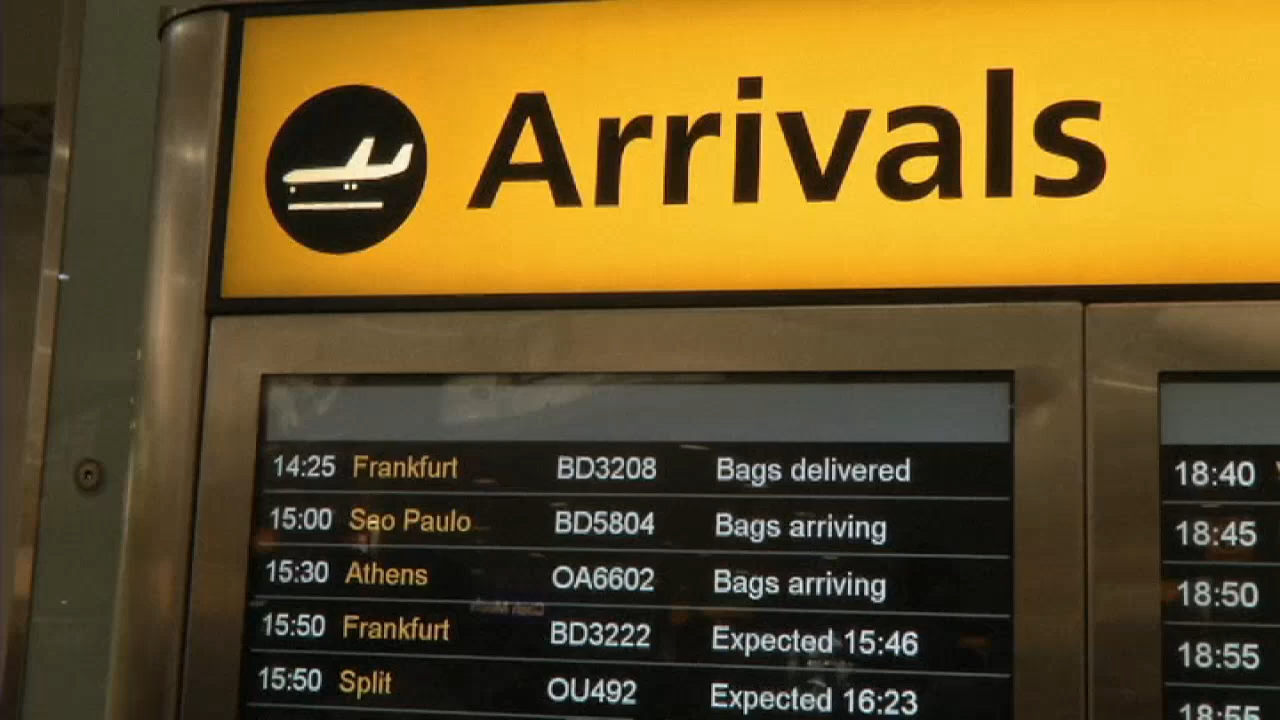 Arrivals
14:25 Frankfurt BD3208 Bags delivered
15:00 Sao Paulo BD5804 Bags arriving
15:30 Athens OA6602 Bags arriving
15:50 Frankfurt BD3222 Expected 15:46
15:50 Split OU492 Expected 16:23
18:40
18:45
18:50
18:55
18:55